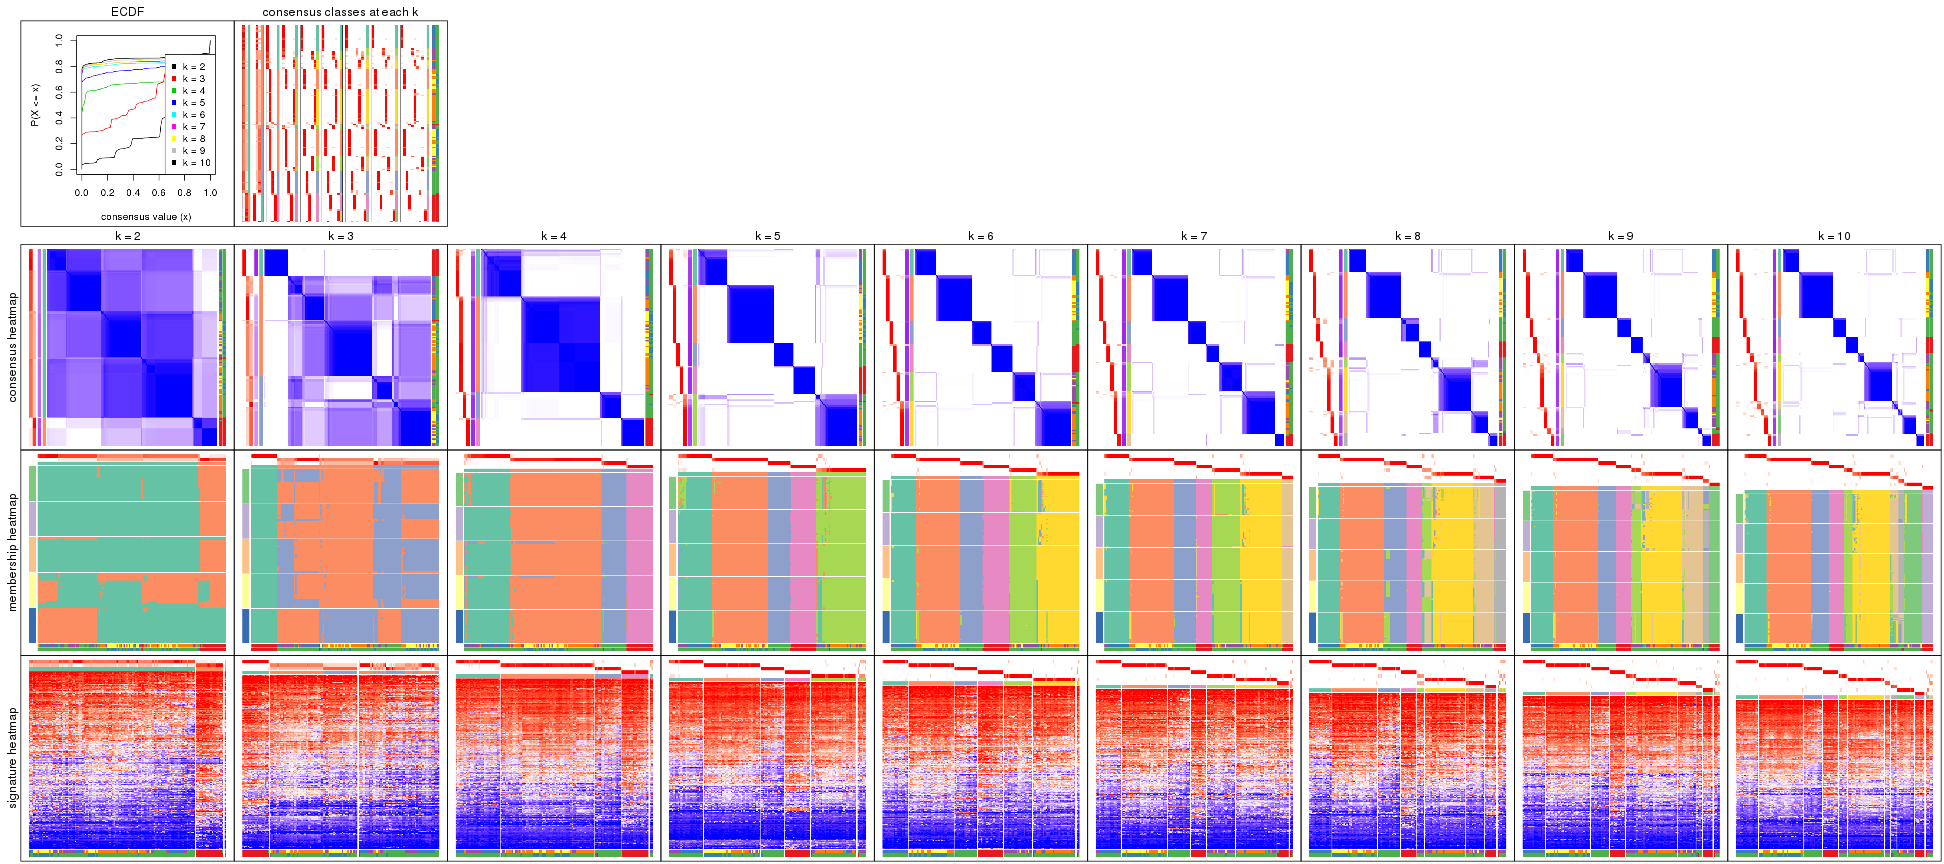 ECDF
consensus classes at each k
P(X <= x)
0.0 0.2 0.4 0.6 0.8 1.0
k = 2
k = 3
k = 4
k = 5
k = 6
k = 7
k = 8
k = 9
k = 10
0.0 0.2 0.4 0.6 0.8 1.0
consensus value (x)
k = 2 k = 3 k = 4 k = 5 k = 6 k = 7 k = 8 k = 9 k = 10
consensus heatmap
membership heatmap
signature heatmap